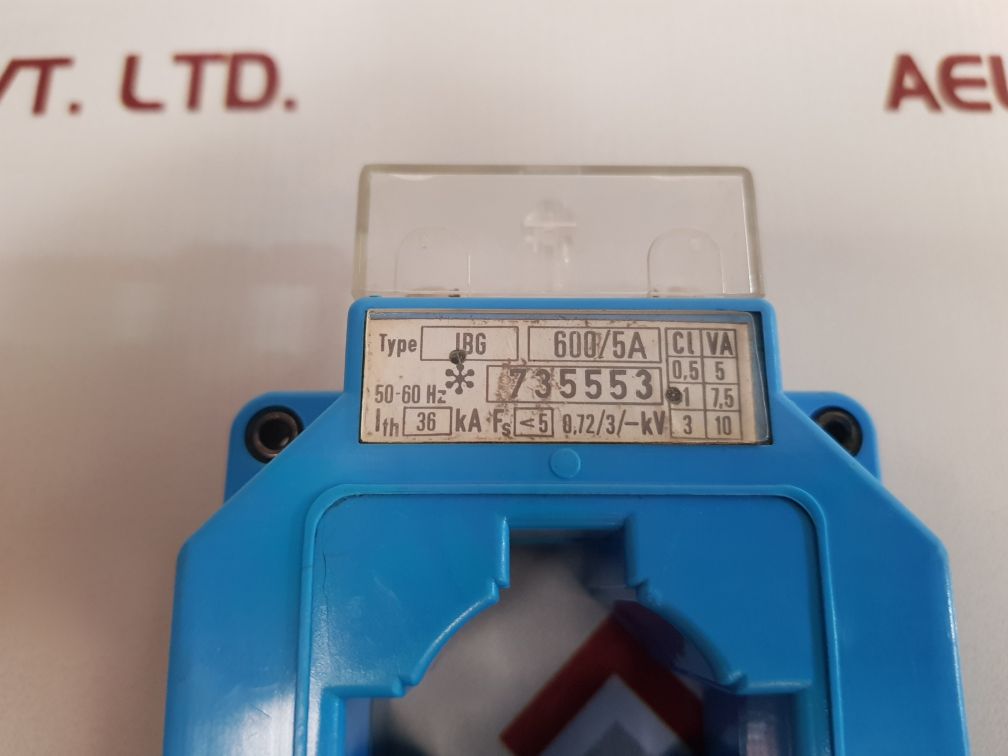 VT. LTD.
AEU
Type IBG 600/5A Cl VA
0,5 5
50-60 Hz 735553 1 7,5
Ith 36 kA Fs <5 0,72/3/-kV 3 10